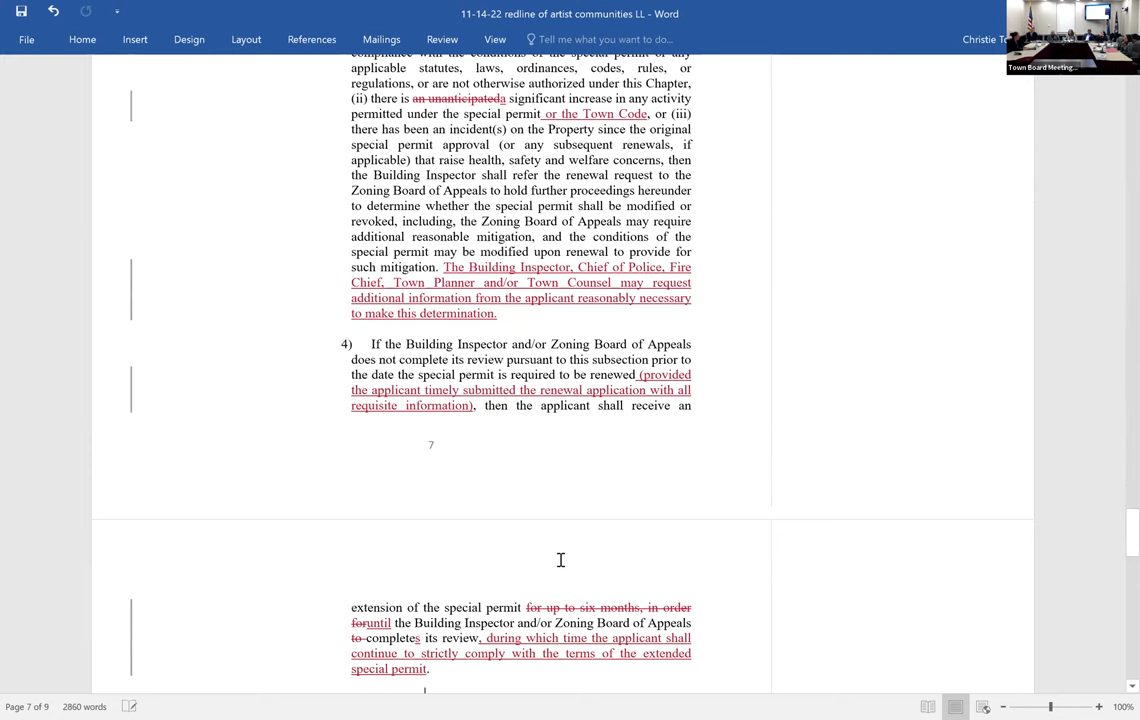 11-14-22 redline of artist communities LL - Word
File Home Insert Design Layout References Mailings Review View Tell me what you want to do... Christie To
Town Board Meeting...
compliance with the conditions of the special permit or any
applicable statutes, laws, ordinances, codes, rules, or
regulations, or are not otherwise authorized under this Chapter,
(ii) there is an unanticipateda significant increase in any activity
permitted under the special permit or the Town Code, or (iii)
there has been an incident(s) on the Property since the original
special permit approval (or any subsequent renewals, if
applicable) that raise health, safety and welfare concerns, then
the Building Inspector shall refer the renewal request to the
Zoning Board of Appeals to hold further proceedings hereunder
to determine whether the special permit shall be modified or
revoked, including, the Zoning Board of Appeals may require
additional reasonable mitigation, and the conditions of the
special permit may be modified upon renewal to provide for
such mitigation. The Building Inspector, Chief of Police, Fire
Chief, Town Planner and/or Town Counsel may request
additional information from the applicant reasonably necessary
to make this determination.
4) If the Building Inspector and/or Zoning Board of Appeals
does not complete its review pursuant to this subsection prior to
the date the special permit is required to be renewed (provided
the applicant timely submitted the renewal application with all
requisite information), then the applicant shall receive an
7
extension of the special permit for up to six months, in order
foruntil the Building Inspector and/or Zoning Board of Appeals
to completes its review, during which time the applicant shall
continue to strictly comply with the terms of the extended
special permit.
Page 7 of 9 2860 words 100%